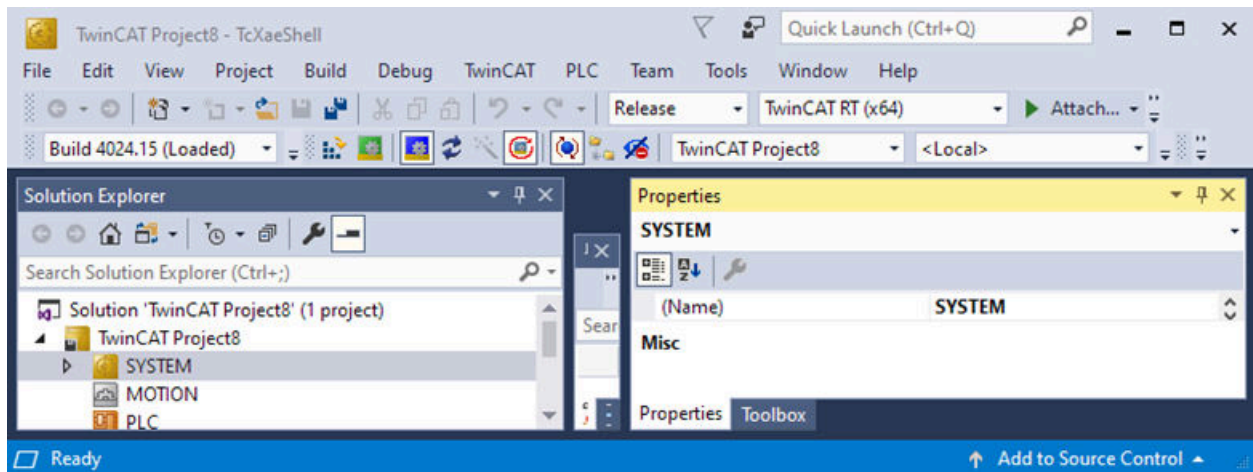 TwinCAT Project8 - TcXaeShell
Quick Launch (Ctrl+Q)
File Edit View Project Build Debug TwinCAT PLC Team Tools Window Help
Release TwinCAT RT (x64) Attach...
Build 4024.15 (Loaded) TwinCAT Project8 <Local>
Solution Explorer
Search Solution Explorer (Ctrl+;)
Solution 'TwinCAT Project8' (1 project)
TwinCAT Project8
SYSTEM
MOTION
PLC
Sear
Properties
SYSTEM
(Name) SYSTEM
Misc
Properties Toolbox
Ready
Add to Source Control